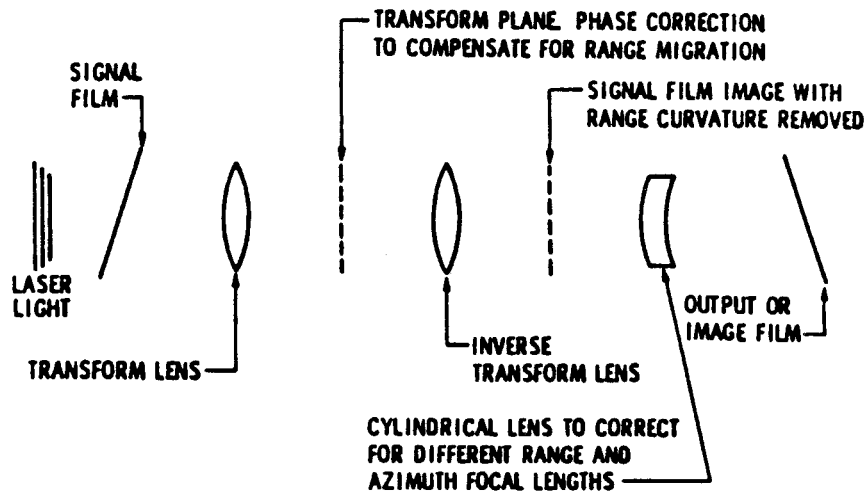 TRANSFORM PLANE. PHASE CORRECTION
TO COMPENSATE FOR RANGE MIGRATION
SIGNAL
FILM
SIGNAL FILM IMAGE WITH
RANGE CURVATURE REMOVED
LASER
LIGHT
TRANSFORM LENS
INVERSE
TRANSFORM LENS
OUTPUT OR
IMAGE FILM
CYLINDRICAL LENS TO CORRECT
FOR DIFFERENT RANGE AND
AZIMUTH FOCAL LENGTHS